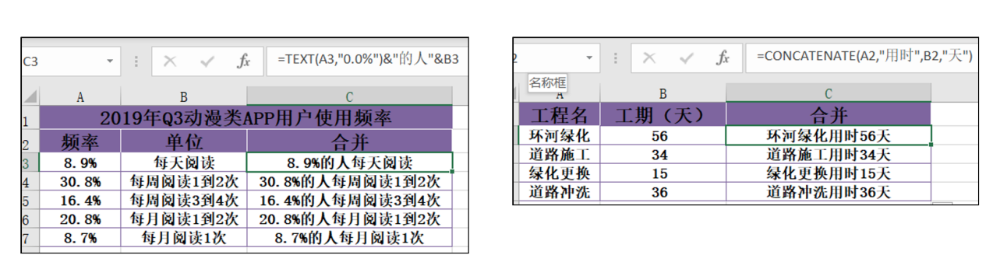 C3 =TEXT(A3,"0.0%")&"的人"&B3
A B C
1 2019年Q3动漫类APP用户使用频率
2 频率 单位 合并
3 8.9% 每天阅读 8.9%的人每天阅读
4 30.8% 每周阅读1到2次 30.8%的人每周阅读1到2次
5 16.4% 每周阅读3到4次 16.4%的人每周阅读3到4次
6 20.8% 每月阅读1到2次 20.8%的人每月阅读1到2次
7 8.7% 每月阅读1次 8.7%的人每月阅读1次
2 =CONCATENATE(A2,"用时",B2,"天")
名称框
A B C
工程名 工期（天） 合并
环河绿化 56 环河绿化用时56天
道路施工 34 道路施工用时34天
绿化更换 15 绿化更换用时15天
道路冲洗 36 道路冲洗用时36天